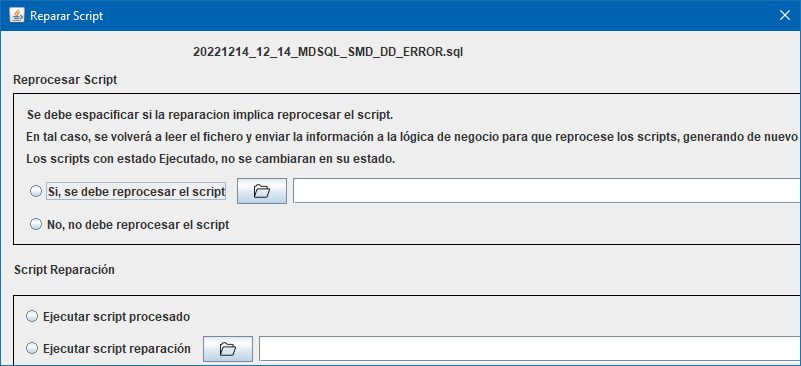 Reparar Script
20221214_12_14_MDSQL_SMD_DD_ERROR.sql
Reprocesar Script
Se debe espacificar si la reparacion implica reprocesar el script.
En tal caso, se volverá a leer el fichero y enviar la información a la lógica de negocio para que reprocese los scripts, generando de nuevo
Los scripts con estado Ejecutado, no se cambiaran en su estado.
Si, se debe reprocesar el script
No, no debe reprocesar el script
Script Reparación
Ejecutar script procesado
Ejecutar script reparación